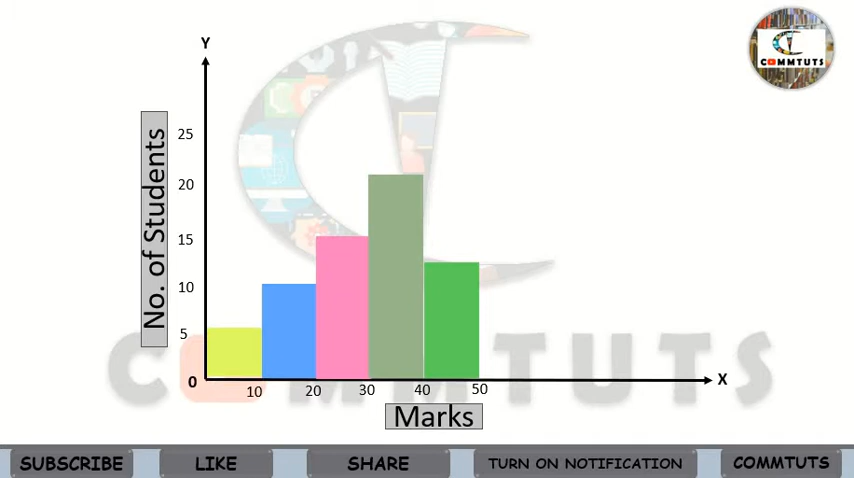 COMMTUTS
Y
25
20
15
10
5
0
No. of Students
X
10 20 30 40 50
Marks
COMMTUTS
SUBSCRIBE LIKE SHARE TURN ON NOTIFICATION COMMTUTS